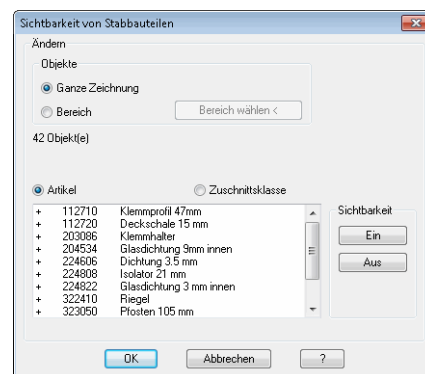 Sichtbarkeit von Stabbauteilen
Ändern
Objekte
Ganze Zeichnung
Bereich
Bereich wählen <
42 Objekt(e)
Artikel
Zuschnittsklasse
+ 112710 Klemmprofil 47mm
+ 112720 Deckschale 15 mm
+ 203086 Klemmhalter
+ 204534 Glasdichtung 9mm innen
+ 224606 Dichtung 3.5 mm
+ 224808 Isolator 21 mm
+ 224822 Glasdichtung 3 mm innen
+ 322410 Riegel
+ 323050 Pfosten 105 mm
Sichtbarkeit
Ein
Aus
OK
Abbrechen
?